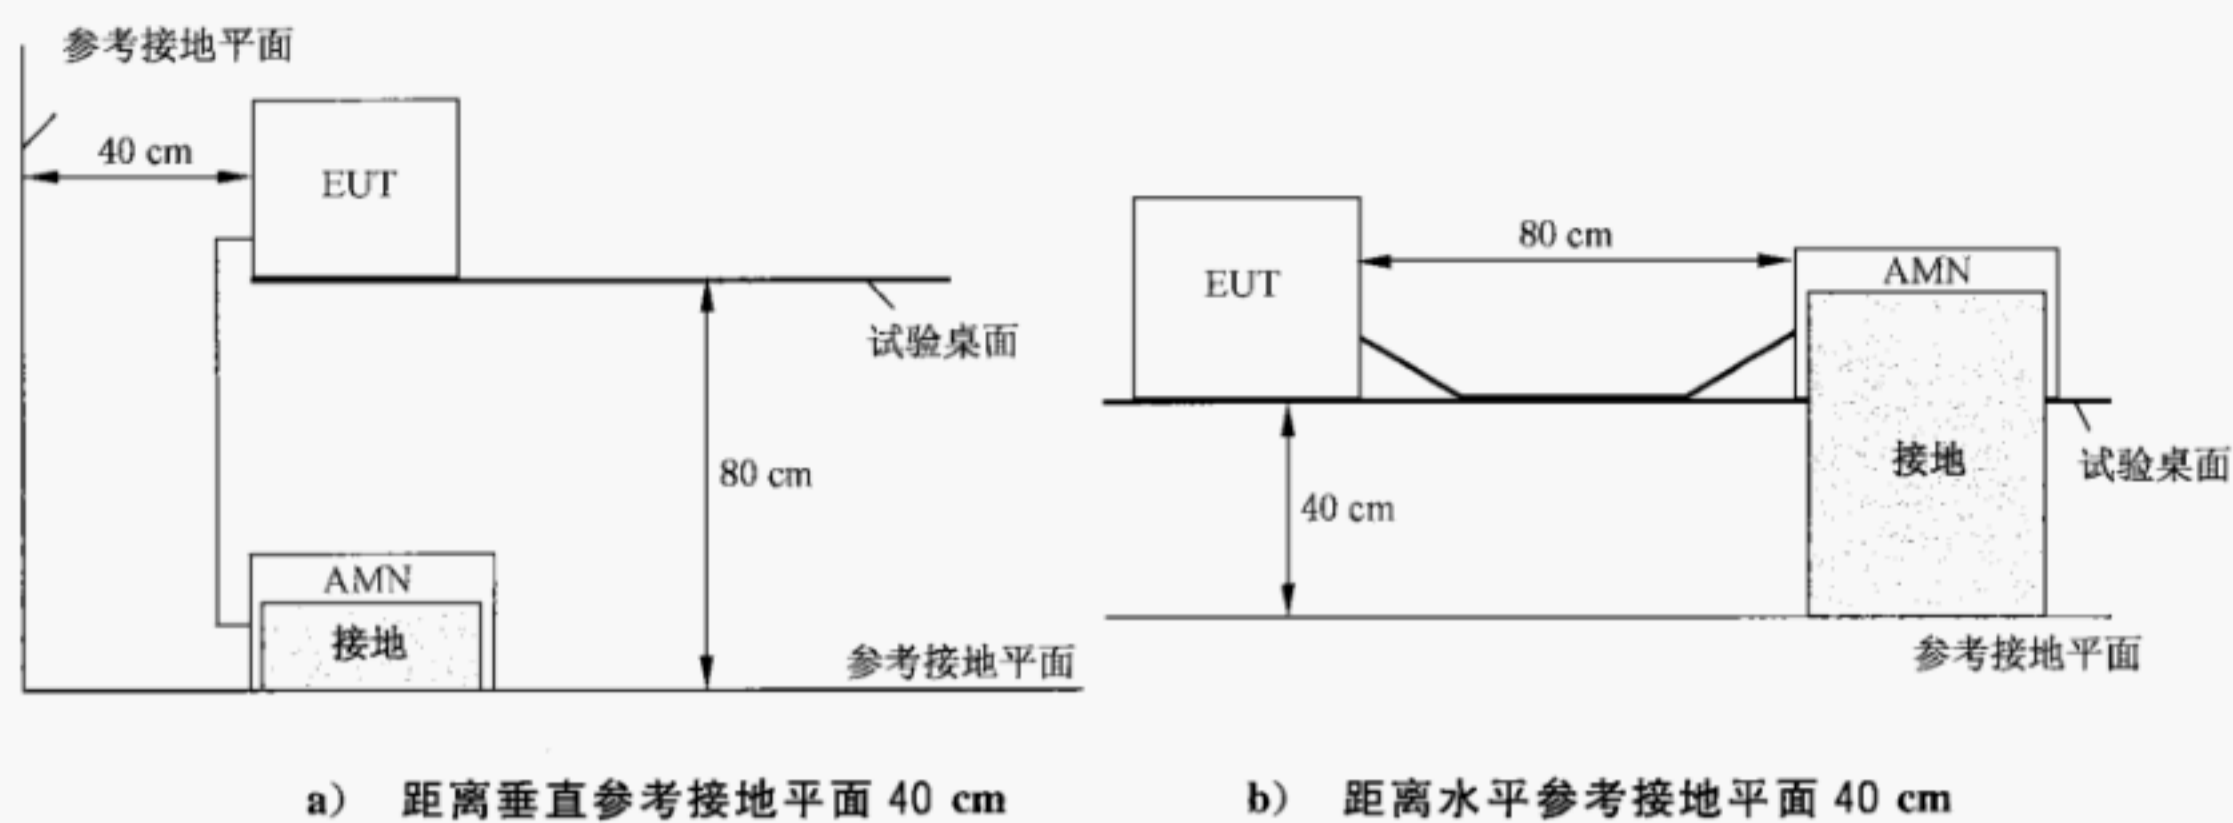 参考接地平面
40 cm
EUT
试验桌面
80 cm
AMN
接地
参考接地平面
a) 距离垂直参考接地平面 40 cm
EUT
80 cm
AMN
接地
试验桌面
40 cm
参考接地平面
b) 距离水平参考接地平面 40 cm